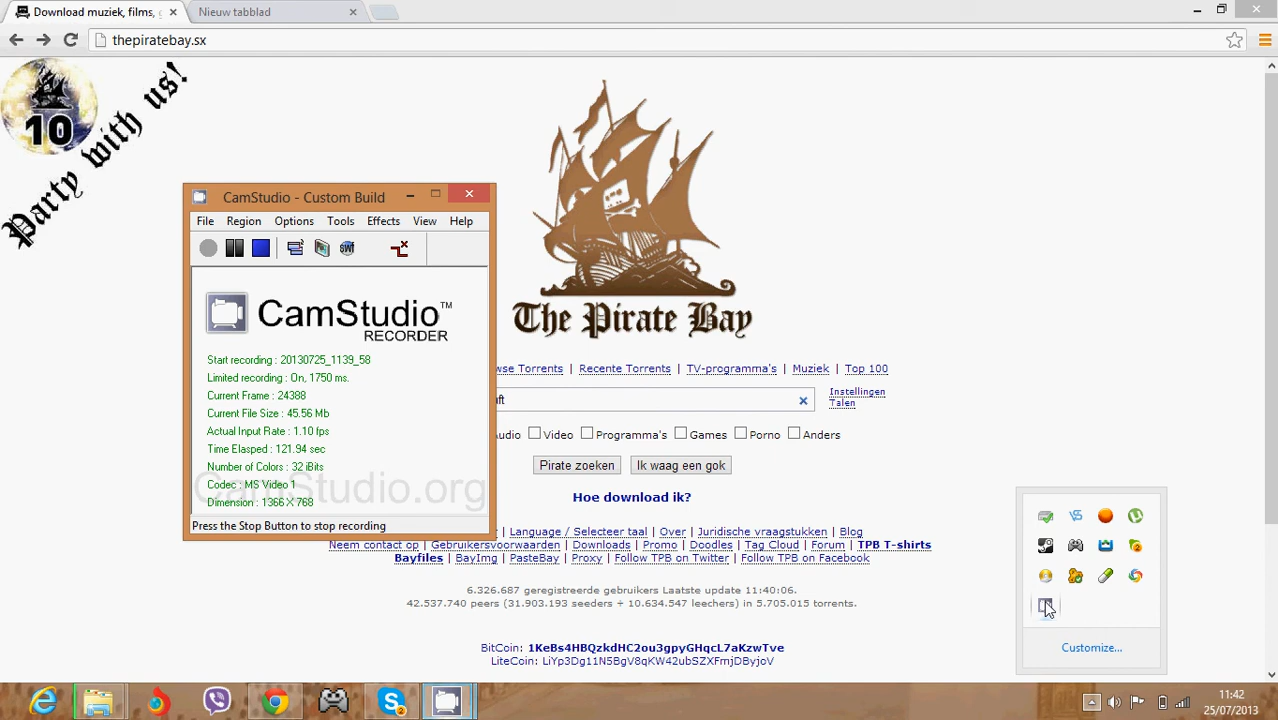 Download muziek, films, g
Nieuw tabblad
thepiratebay.sx
10
Party with us!
CamStudio - Custom Build
File Region Options Tools Effects View Help
SWF
CamStudio™
RECORDER
Start recording : 20130725_1139_58
Limited recording : On, 1750 ms.
Current Frame : 24388
Current File Size : 45.56 Mb
Actual Input Rate : 1.10 fps
Time Elasped : 121.94 sec
Number of Colors : 32 iBits
Codec : MS Video 1
Dimension : 1366 X 768
CamStudio.org
Press the Stop Button to stop recording
The Pirate Bay
wse Torrents | Recente Torrents | TV-programma's | Muziek | Top 100
ft
Instellingen
Talen
udio Video Programma's Games Porno Anders
Pirate zoeken Ik waag een gok
Hoe download ik?
| Language / Selecteer taal | Over | Juridische vraagstukken | Blog
Neem contact op | Gebruikersvoorwaarden | Downloads | Promo | Doodles | Tag Cloud | Forum | TPB T-shirts
Bayfiles | BayImg | PasteBay | Proxy | Follow TPB on Twitter | Follow TPB on Facebook
6.326.687 geregistreerde gebruikers Laatste update 11:40:06.
42.537.740 peers (31.903.193 seeders + 10.634.547 leechers) in 5.705.015 torrents.
BitCoin: 1KeBs4HBQzkdHC2ou3gpyGHqcL7aKzwTve
LiteCoin: LiYp3Dg11N5BgV8qKW42ubSZXFmjDByjoV
Customize...
2
11:42
25/07/2013